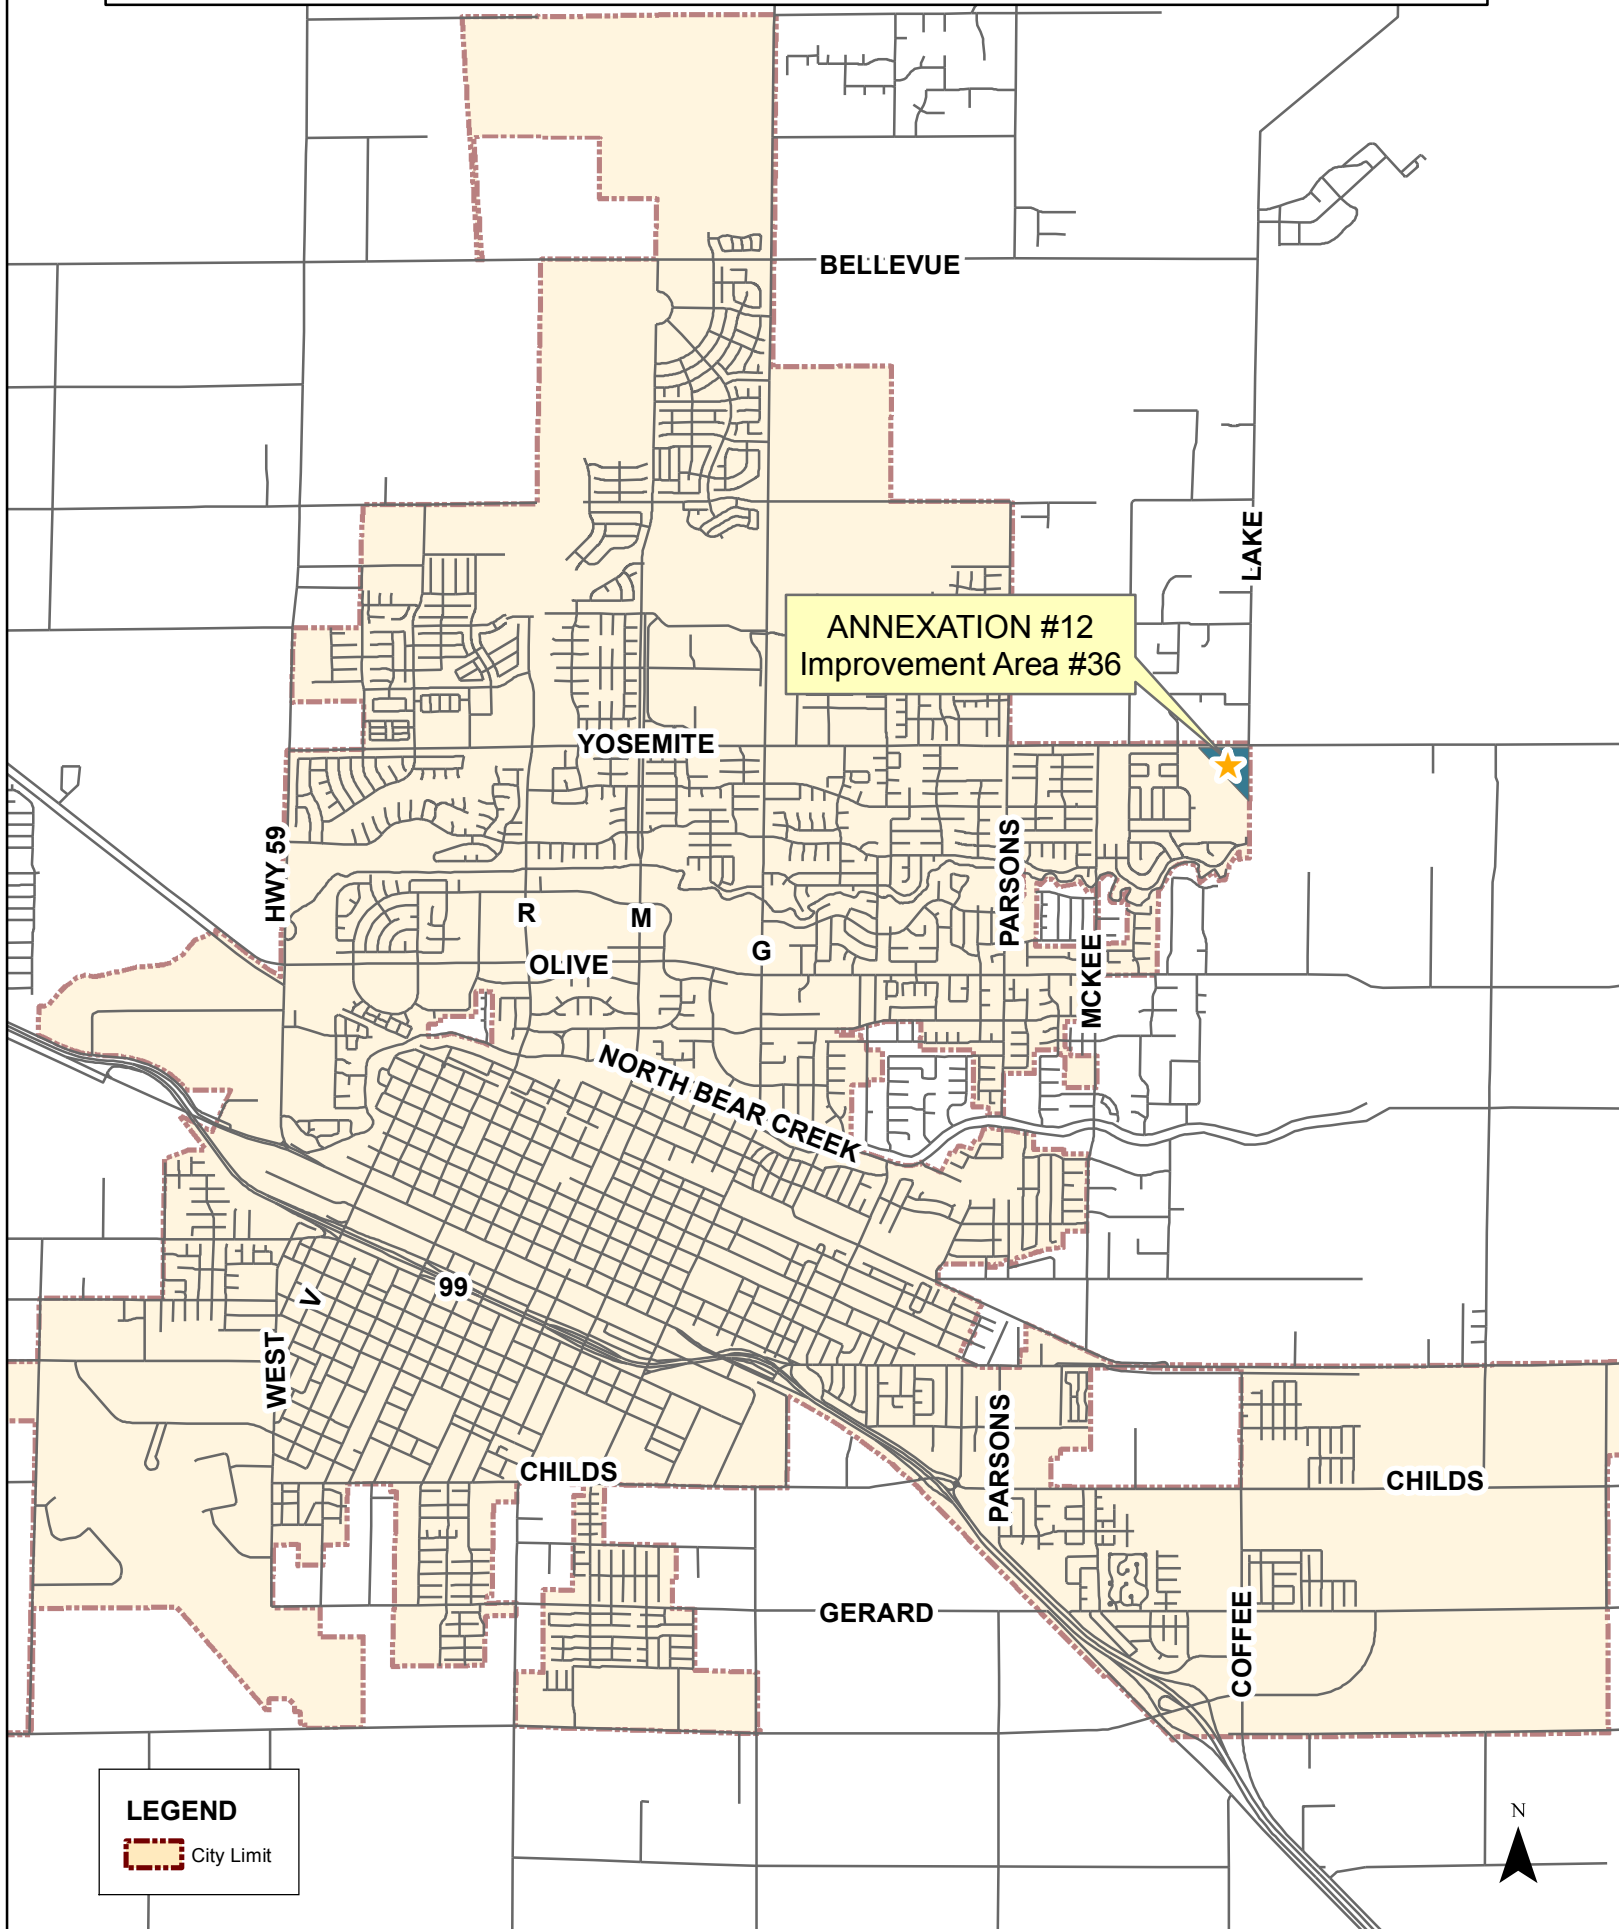 BELLEVUE
LAKE
ANNEXATION #12
Improvement Area #36
YOSEMITE
HWY 59
PARSONS
R
M
G
OLIVE
MCKEE
NORTH BEAR CREEK
99
V
WEST
PARSONS
CHILDS
CHILDS
GERARD
COFFEE
LEGEND
City Limit
N